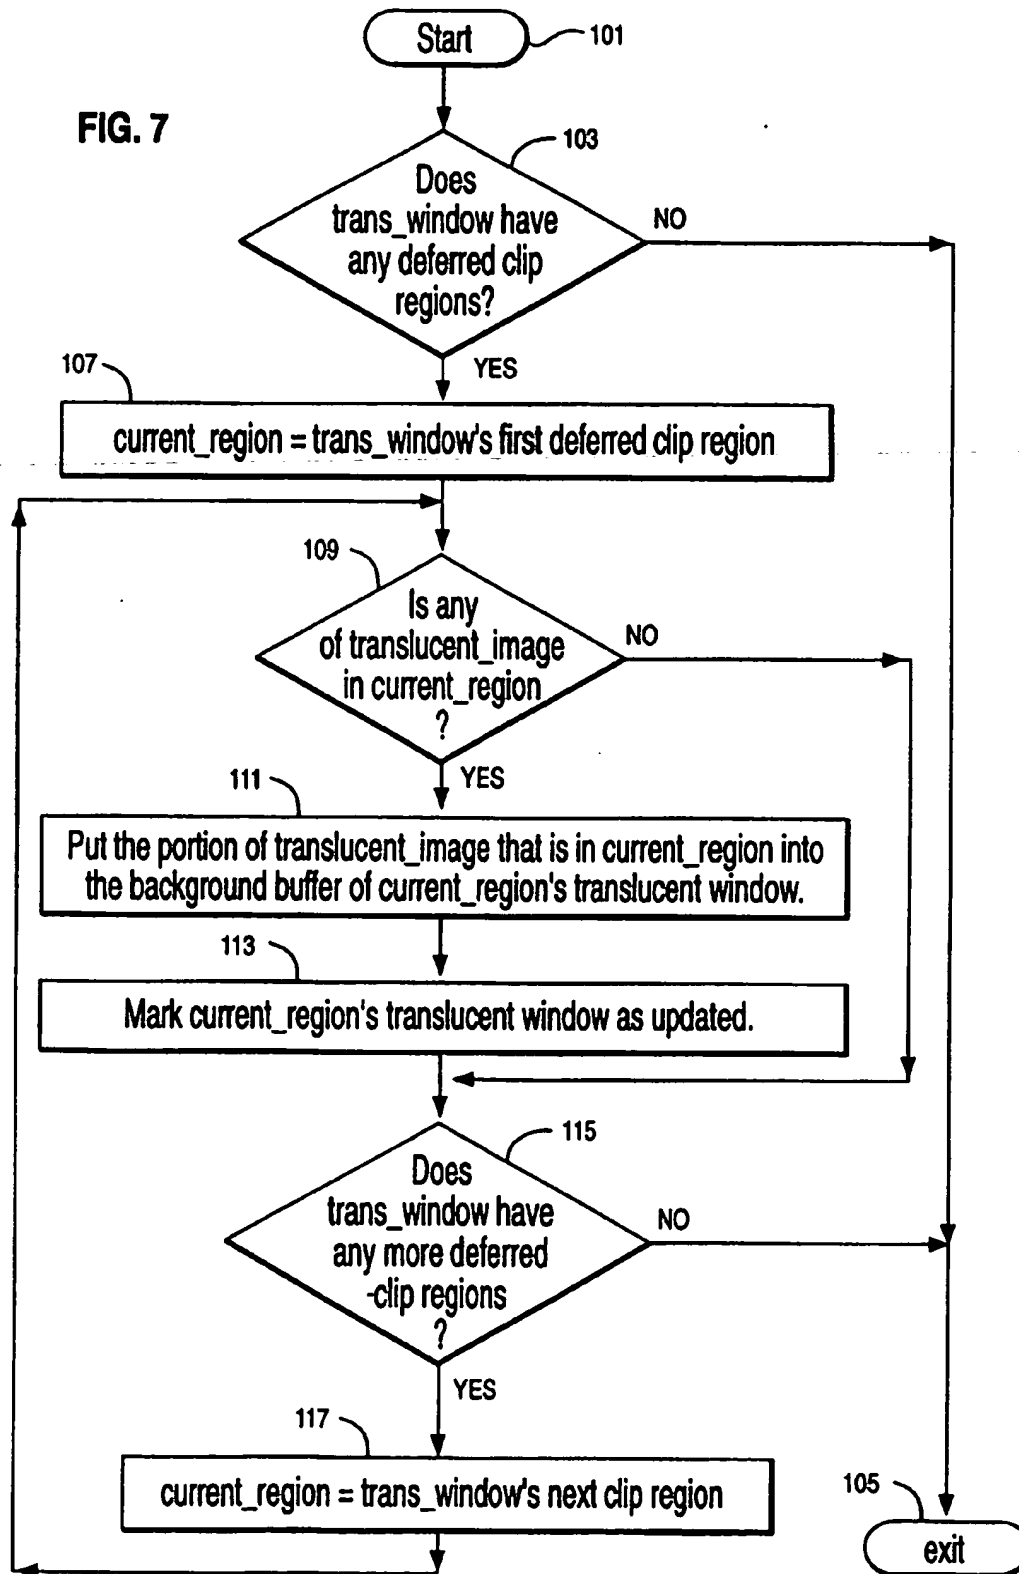 Start
101
FIG. 7
103
Does
trans_window have
any deferred clip
regions?
NO
YES
107
current_region = trans_window's first deferred clip region
109
Is any
of translucent_image
in current_region
?
NO
YES
111
Put the portion of translucent_image that is in current_region into
the background buffer of current_region's translucent window.
113
Mark current_region's translucent window as updated.
115
Does
trans_window have
any more deferred
-clip regions
?
NO
YES
117
current_region = trans_window's next clip region
105
exit